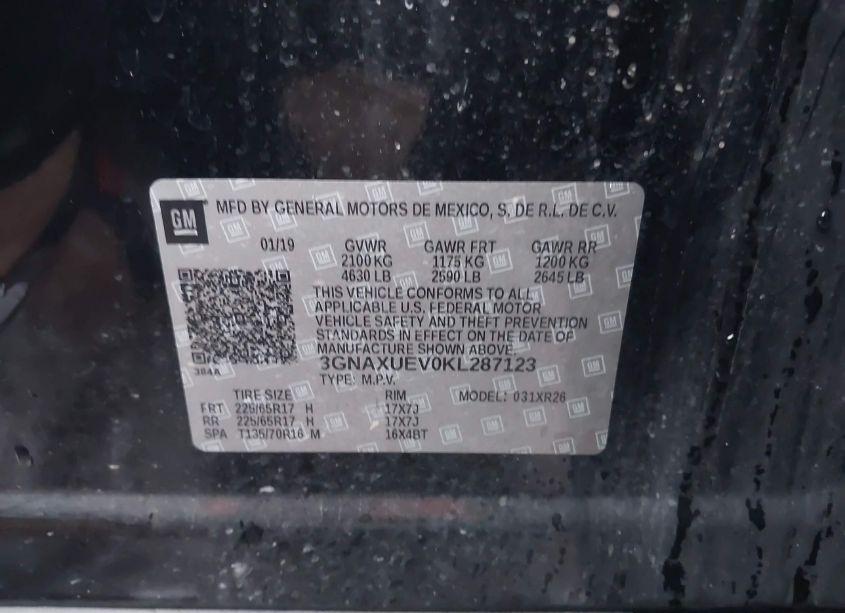 GM MFD BY GENERAL MOTORS DE MEXICO, S, DE R.L. DE C.V.
01/19 GVWR GAWR FRT GAWR RR
2100 KG 1175 KG 1200 KG
4630 LB 2590 LB 2645 LB
THIS VEHICLE CONFORMS TO ALL
APPLICABLE U.S. FEDERAL MOTOR
VEHICLE SAFETY AND THEFT PREVENTION
STANDARDS IN EFFECT ON THE DATE OF
MANUFACTURE SHOWN ABOVE.
384A
3GNAXUEV0KL287123
TYPE: M.P.V.
TIRE SIZE RIM MODEL: 031XR26
FRT 225/65R17 H 17X7J
RR 225/65R17 H 17X7J
SPA T135/70R16 M 16X4BT